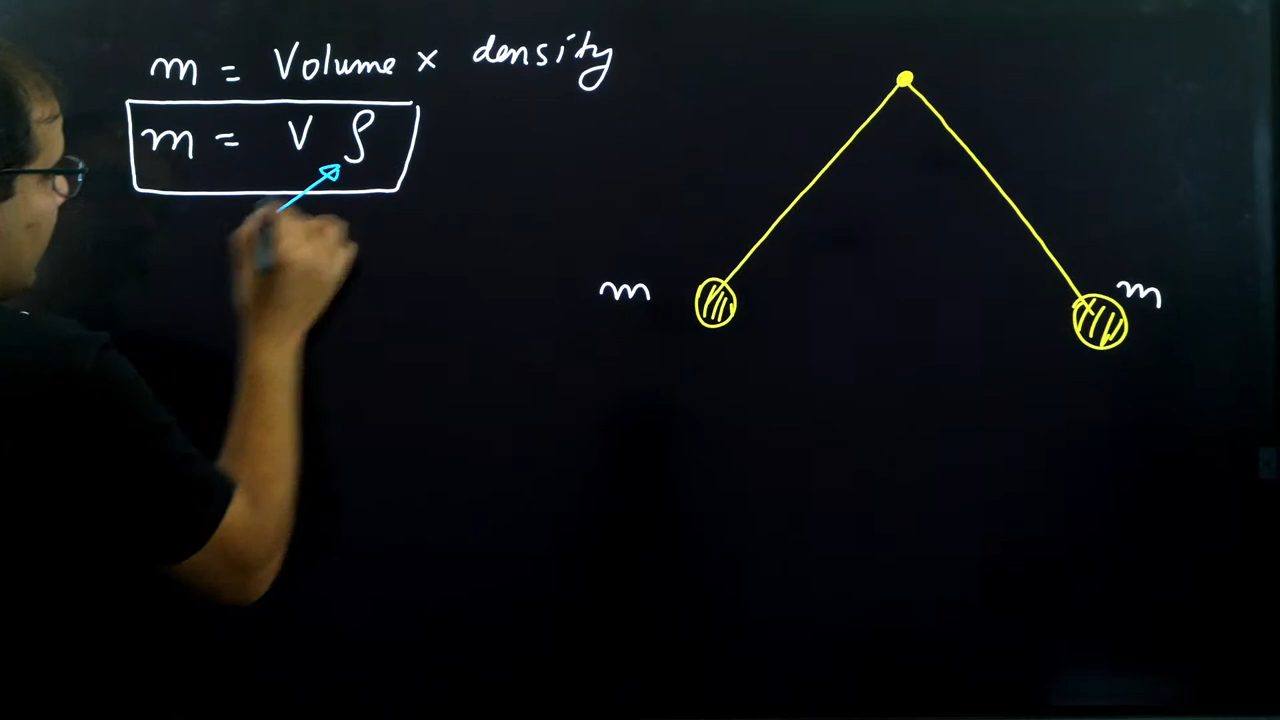 m = Volume × density
m = V ρ
m
m